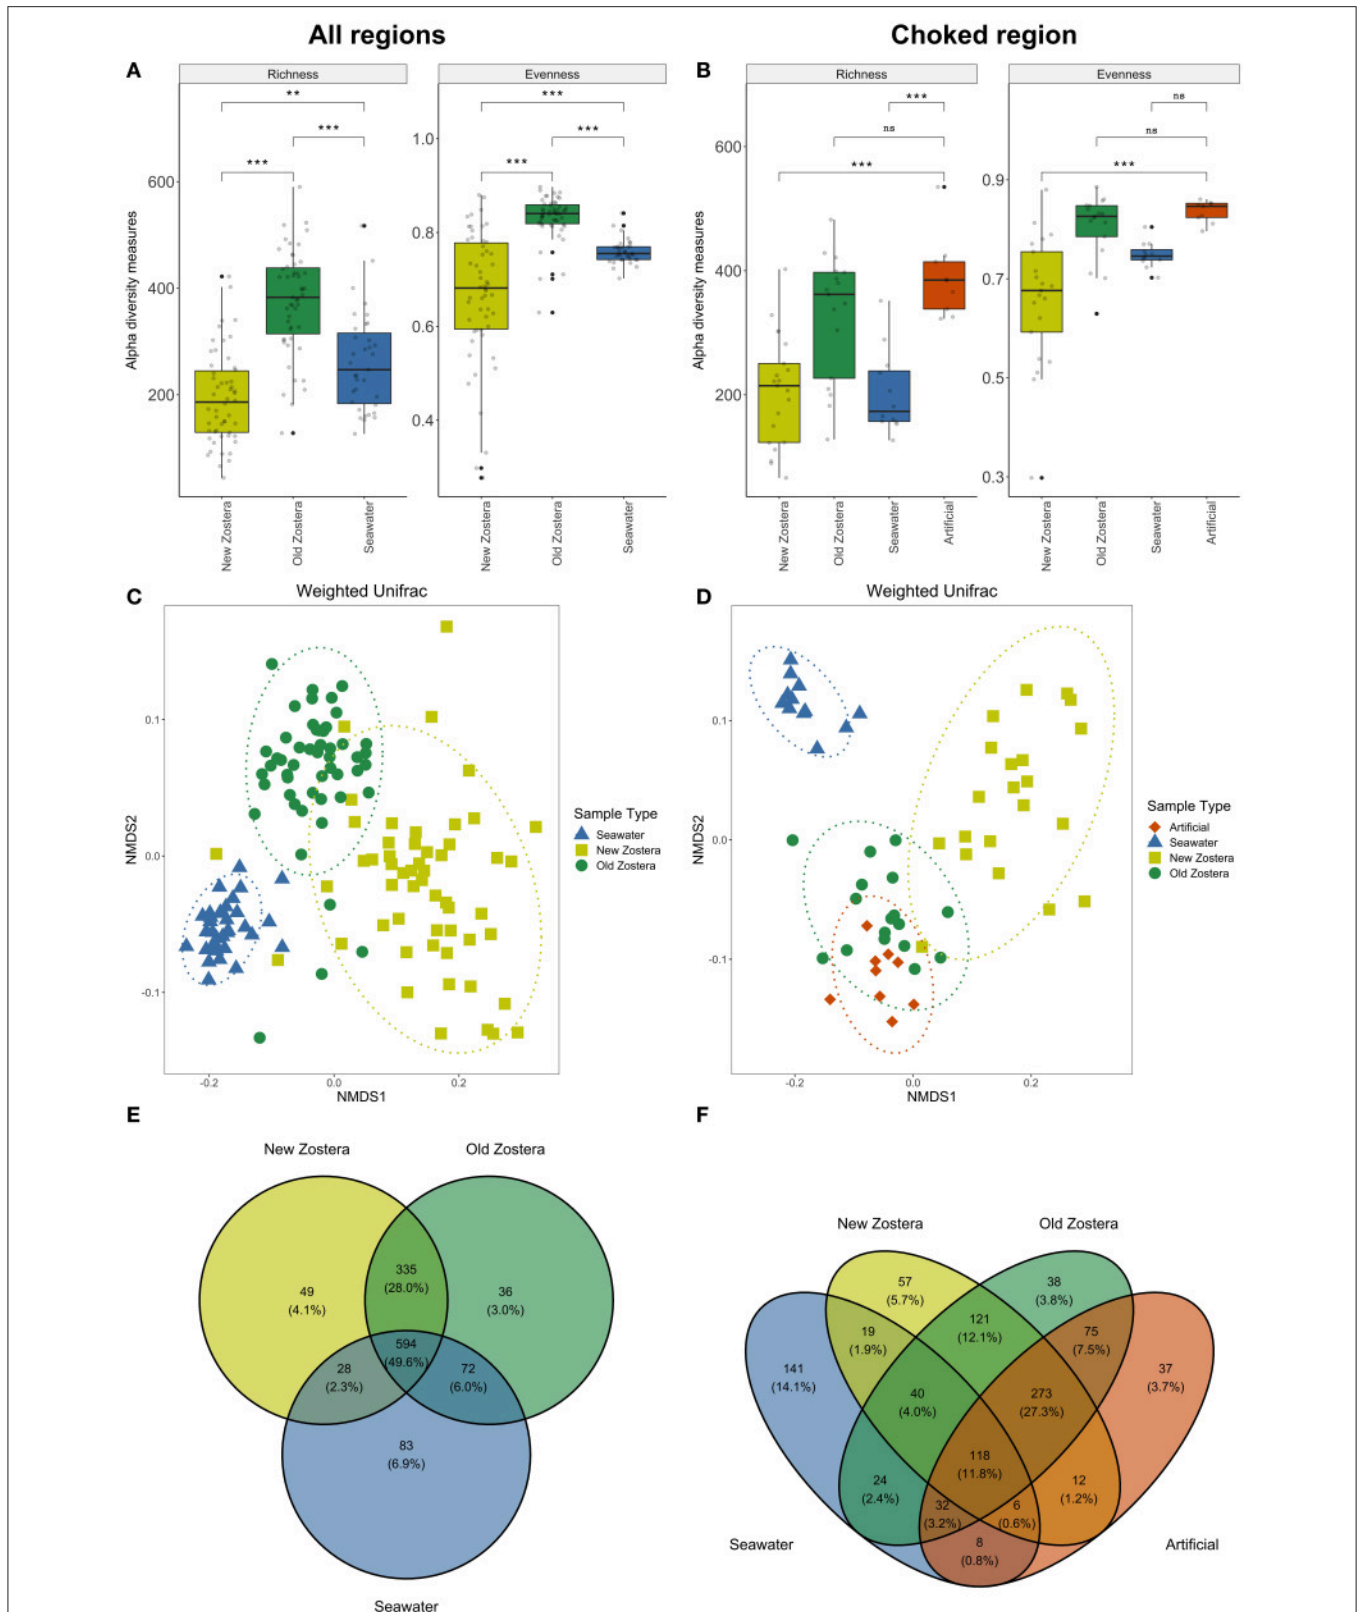 All regions
Choked region
A
B
Richness
Evenness
Richness
Evenness
**
***
***
***
***
***
***
ns
***
ns
ns
***
Alpha diversity measures
600
400
200
1.0
0.8
0.6
0.4
Alpha diversity measures
600
400
200
0.9
0.7
0.5
0.3
New Zostera
Old Zostera
Seawater
New Zostera
Old Zostera
Seawater
New Zostera
Old Zostera
Seawater
Artificial
New Zostera
Old Zostera
Seawater
Artificial
C
Weighted Unifrac
NMDS2
0.1
0.0
-0.1
-0.2
0.0
0.2
NMDS1
Sample Type
Seawater
New Zostera
Old Zostera
D
Weighted Unifrac
NMDS2
0.1
0.0
-0.1
-0.2
0.0
0.2
NMDS1
Sample Type
Artificial
Seawater
New Zostera
Old Zostera
E
New Zostera
Old Zostera
49
(4.1%)
335
(28.0%)
36
(3.0%)
594
(49.6%)
28
(2.3%)
72
(6.0%)
83
(6.9%)
Seawater
F
New Zostera
Old Zostera
57
(5.7%)
38
(3.8%)
19
(1.9%)
121
(12.1%)
75
(7.5%)
141
(14.1%)
37
(3.7%)
40
(4.0%)
273
(27.3%)
118
(11.8%)
24
(2.4%)
12
(1.2%)
32
(3.2%)
6
(0.6%)
8
(0.8%)
Seawater
Artificial